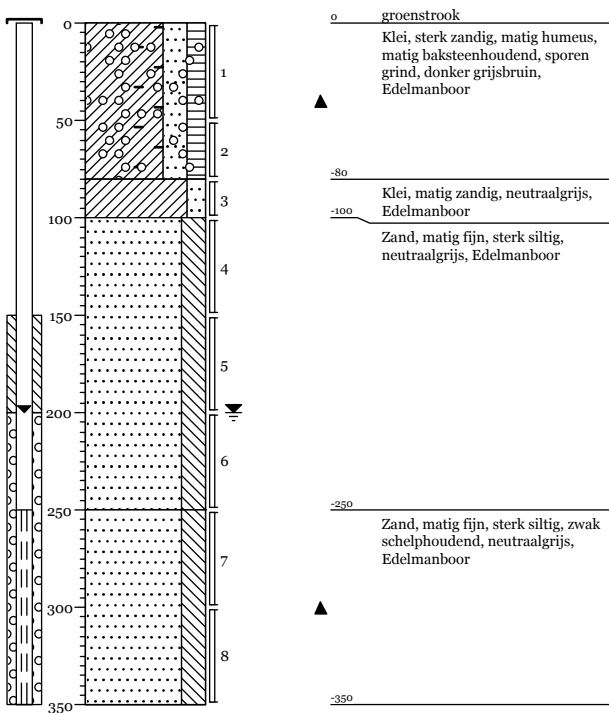 0
50
100
150
200
250
300
350
1
2
3
4
5
6
7
8
0 groenstrook
Klei, sterk zandig, matig humeus,
matig baksteenhoudend, sporen
grind, donker grijsbruin,
Edelmanboor
-80
Klei, matig zandig, neutraalgrijs,
Edelmanboor
-100
Zand, matig fijn, sterk siltig,
neutraalgrijs, Edelmanboor
-250
Zand, matig fijn, sterk siltig, zwak
schelphoudend, neutraalgrijs,
Edelmanboor
-350